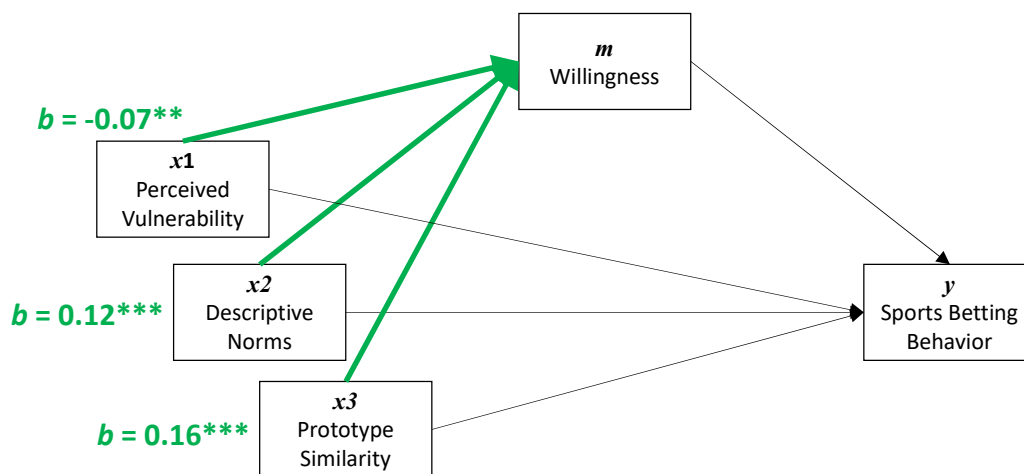 m
Willingness
b = -0.07**
x1
Perceived
Vulnerability
b = 0.12***
x2
Descriptive
Norms
y
Sports Betting
Behavior
b = 0.16***
x3
Prototype
Similarity